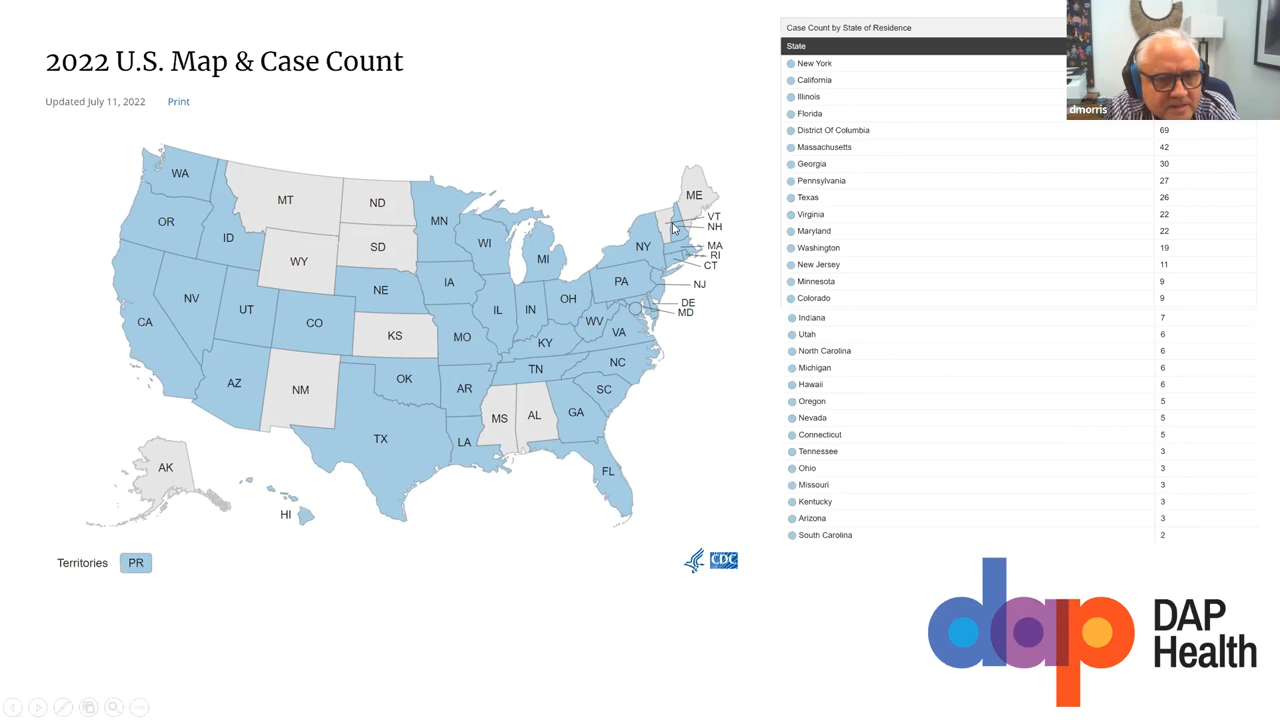 2022 U.S. Map & Case Count
Updated July 11, 2022 Print
WA
MT
ND
OR
ID
SD
MN
WY
WI
MI
ME
VT
NH
NY
MA
RI
CT
NV
UT
NE
IA
PA
NJ
IL
IN
OH
DE
MD
CA
CO
KS
MO
WV
VA
KY
AZ
NM
OK
AR
TN
NC
SC
MS
AL
GA
TX
LA
FL
AK
HI
Territories PR
CDC
Case Count by State of Residence
State
New York
California
Illinois
Florida
District Of Columbia 69
Massachusetts 42
Georgia 30
Pennsylvania 27
Texas 26
Virginia 22
Maryland 22
Washington 19
New Jersey 11
Minnesota 9
Colorado 9
Indiana 7
Utah 6
North Carolina 6
Michigan 6
Hawaii 6
Oregon 5
Nevada 5
Connecticut 5
Tennessee 3
Ohio 3
Missouri 3
Kentucky 3
Arizona 3
South Carolina 2
dmorris
dap
DAP
Health